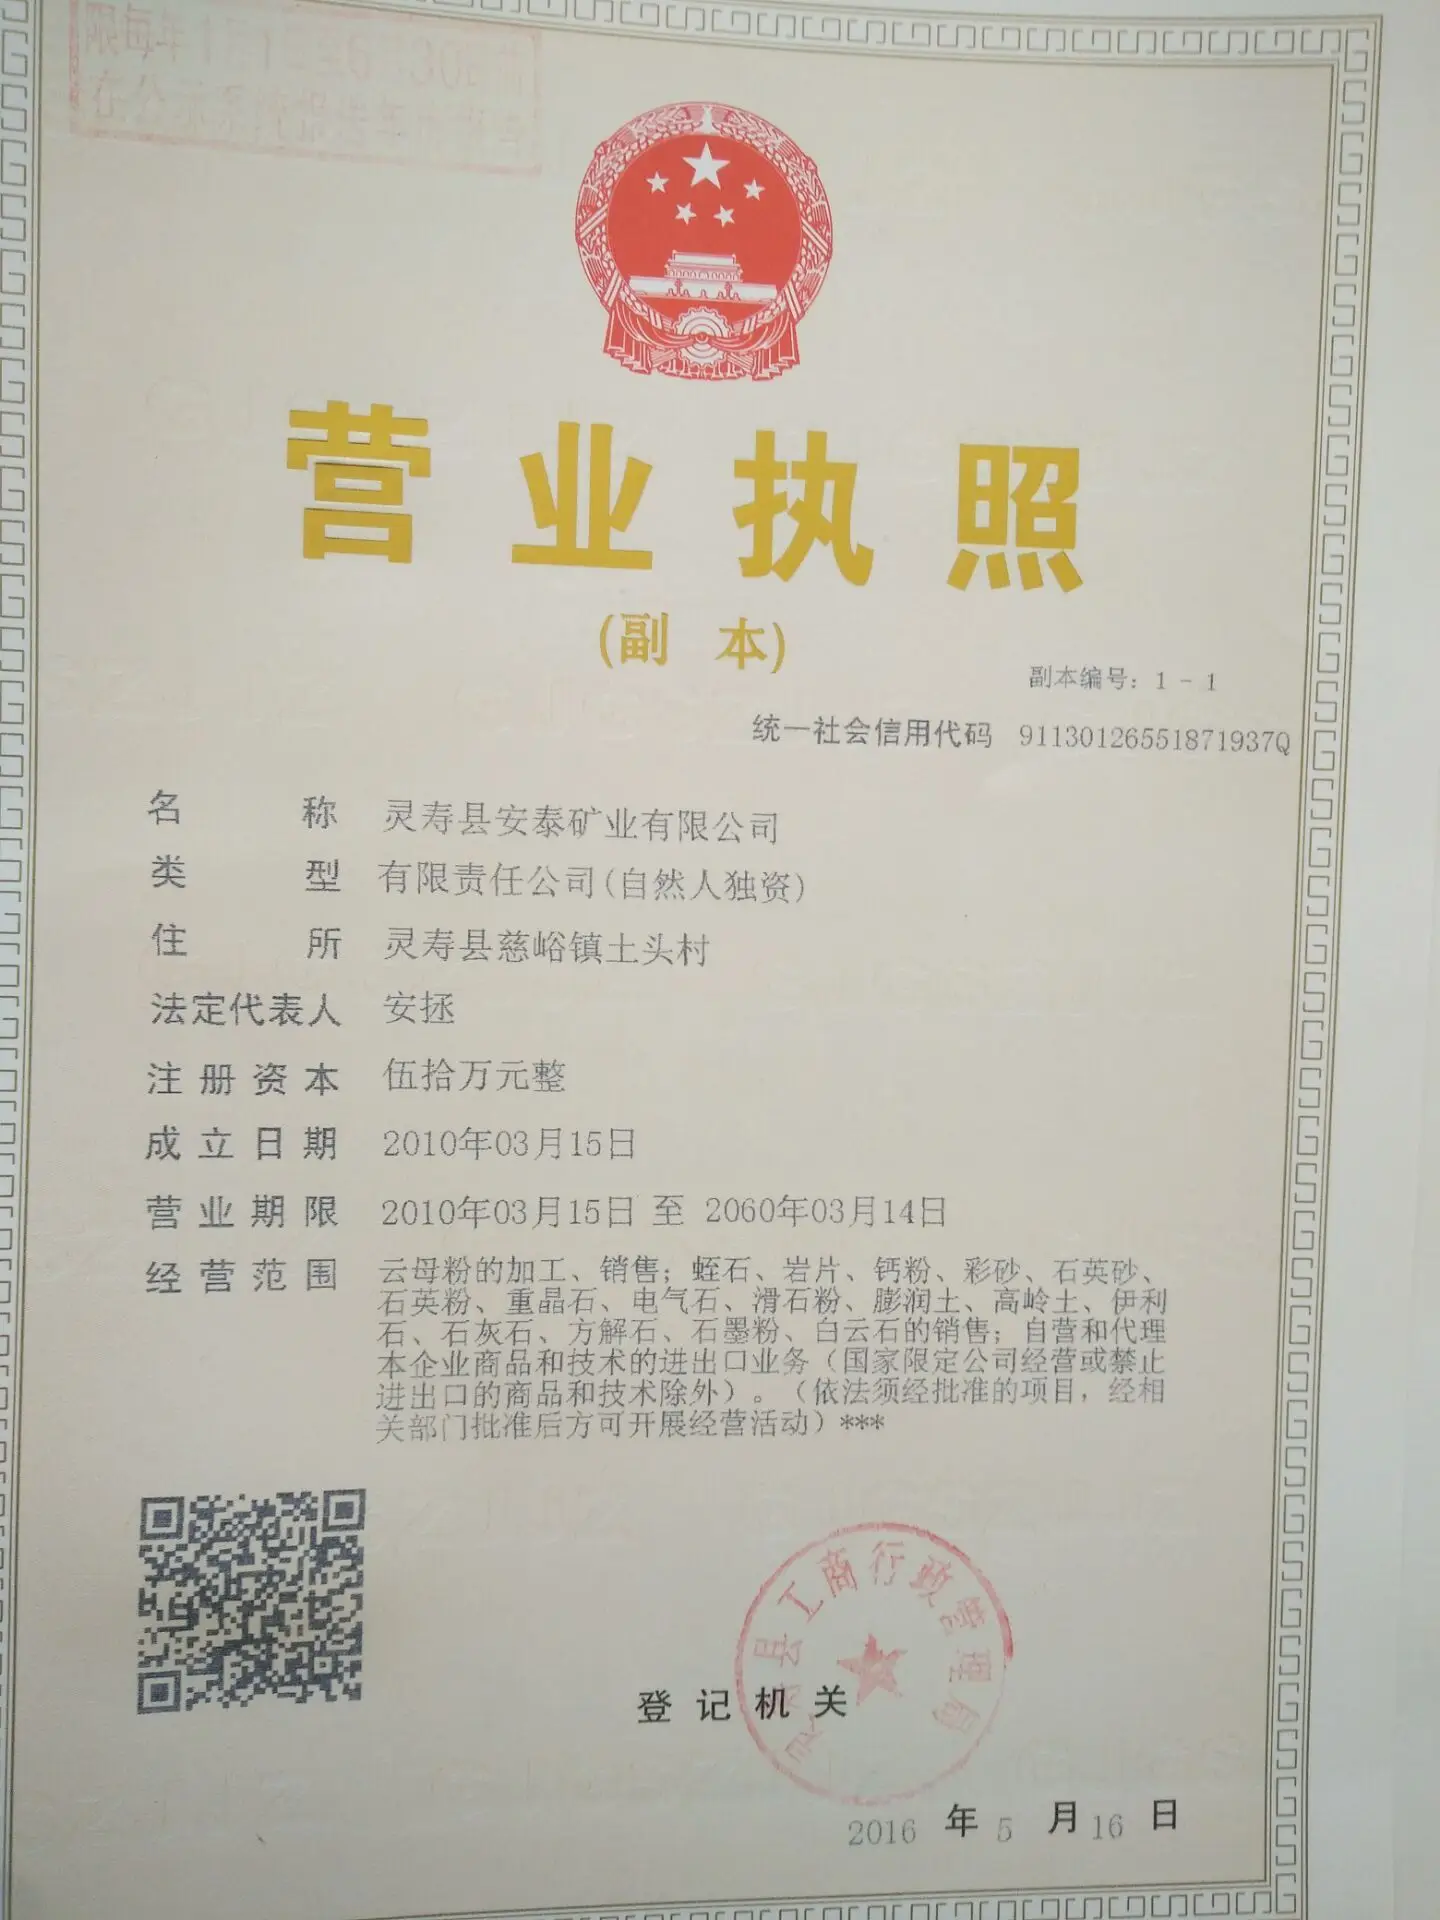 营业执照
(副 本)
副本编号：1－1
统一社会信用代码 91130126551871937Q
名称 灵寿县安泰矿业有限公司
类型 有限责任公司(自然人独资)
住所 灵寿县慈峪镇土头村
法定代表人 安拯
注册资本 伍拾万元整
成立日期 2010年03月15日
营业期限 2010年03月15日 至 2060年03月14日
经营范围 云母粉的加工、销售；蛭石、岩片、钙粉、彩砂、石英砂、
石英粉、重晶石、电气石、滑石粉、膨润土、高岭土、伊利
石、石灰石、方解石、石墨粉、白云石的销售；自营和代理
本企业商品和技术的进出口业务（国家限定公司经营或禁止
进出口的商品和技术除外）。（依法须经批准的项目，经相
关部门批准后方可开展经营活动）***
县工商行政管理局
登记机关
2016 年 5 月 16 日